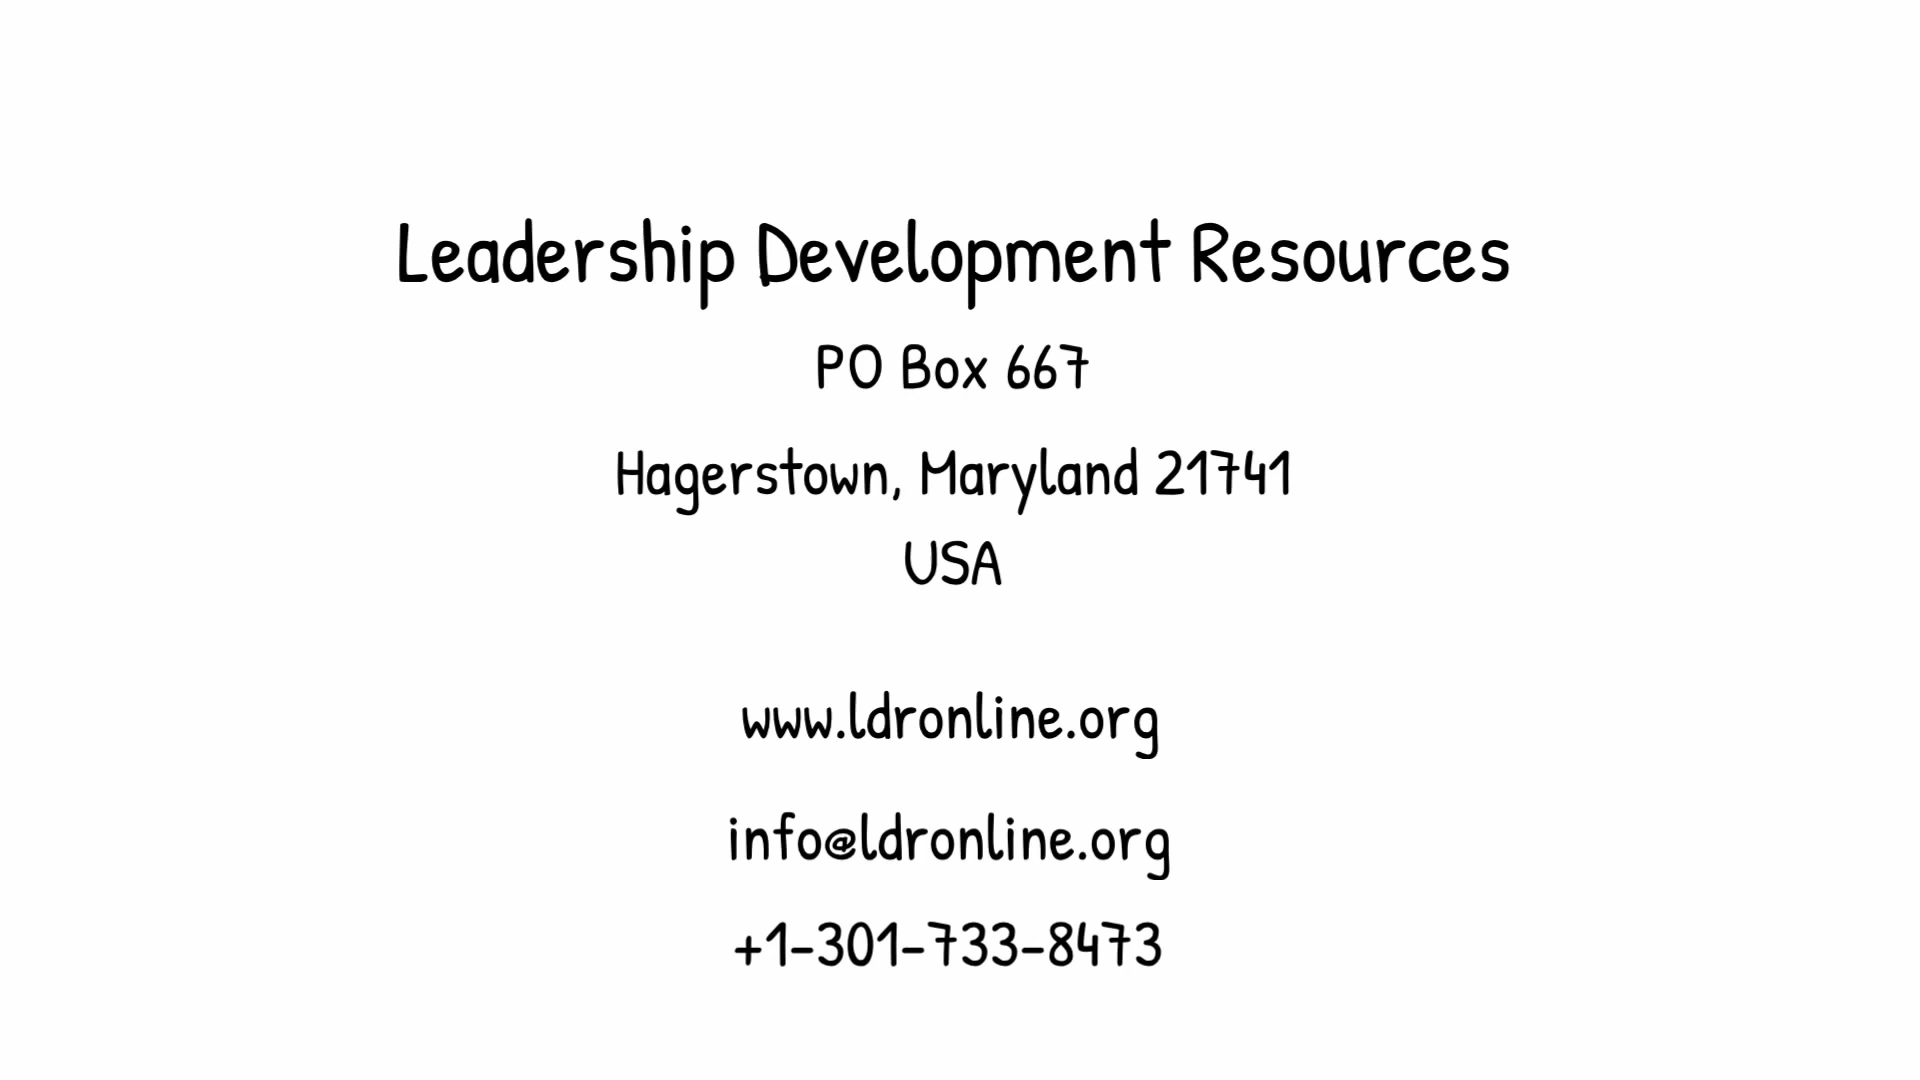 Leadership Development Resources
PO Box 667
Hagerstown, Maryland 21741
USA
www.ldronline.org
info@ldronline.org
+1-301-733-8473